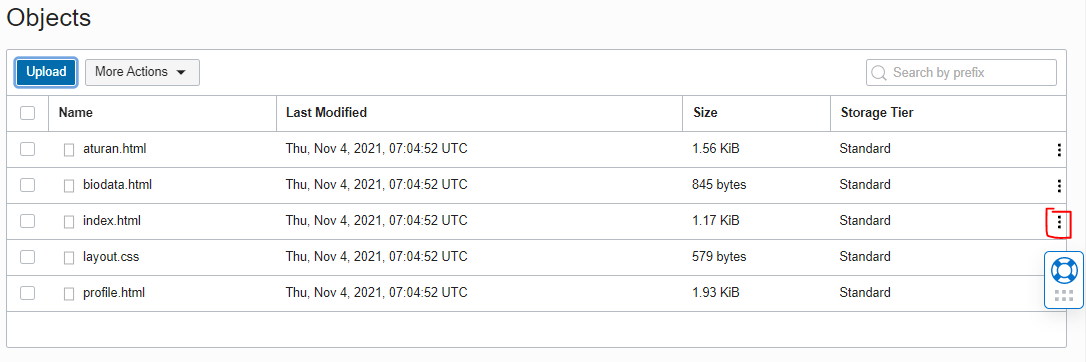 Objects
Upload More Actions Search by prefix
Name Last Modified Size Storage Tier
aturan.html Thu, Nov 4, 2021, 07:04:52 UTC 1.56 KiB Standard
biodata.html Thu, Nov 4, 2021, 07:04:52 UTC 845 bytes Standard
index.html Thu, Nov 4, 2021, 07:04:52 UTC 1.17 KiB Standard
layout.css Thu, Nov 4, 2021, 07:04:52 UTC 579 bytes Standard
profile.html Thu, Nov 4, 2021, 07:04:52 UTC 1.93 KiB Standard